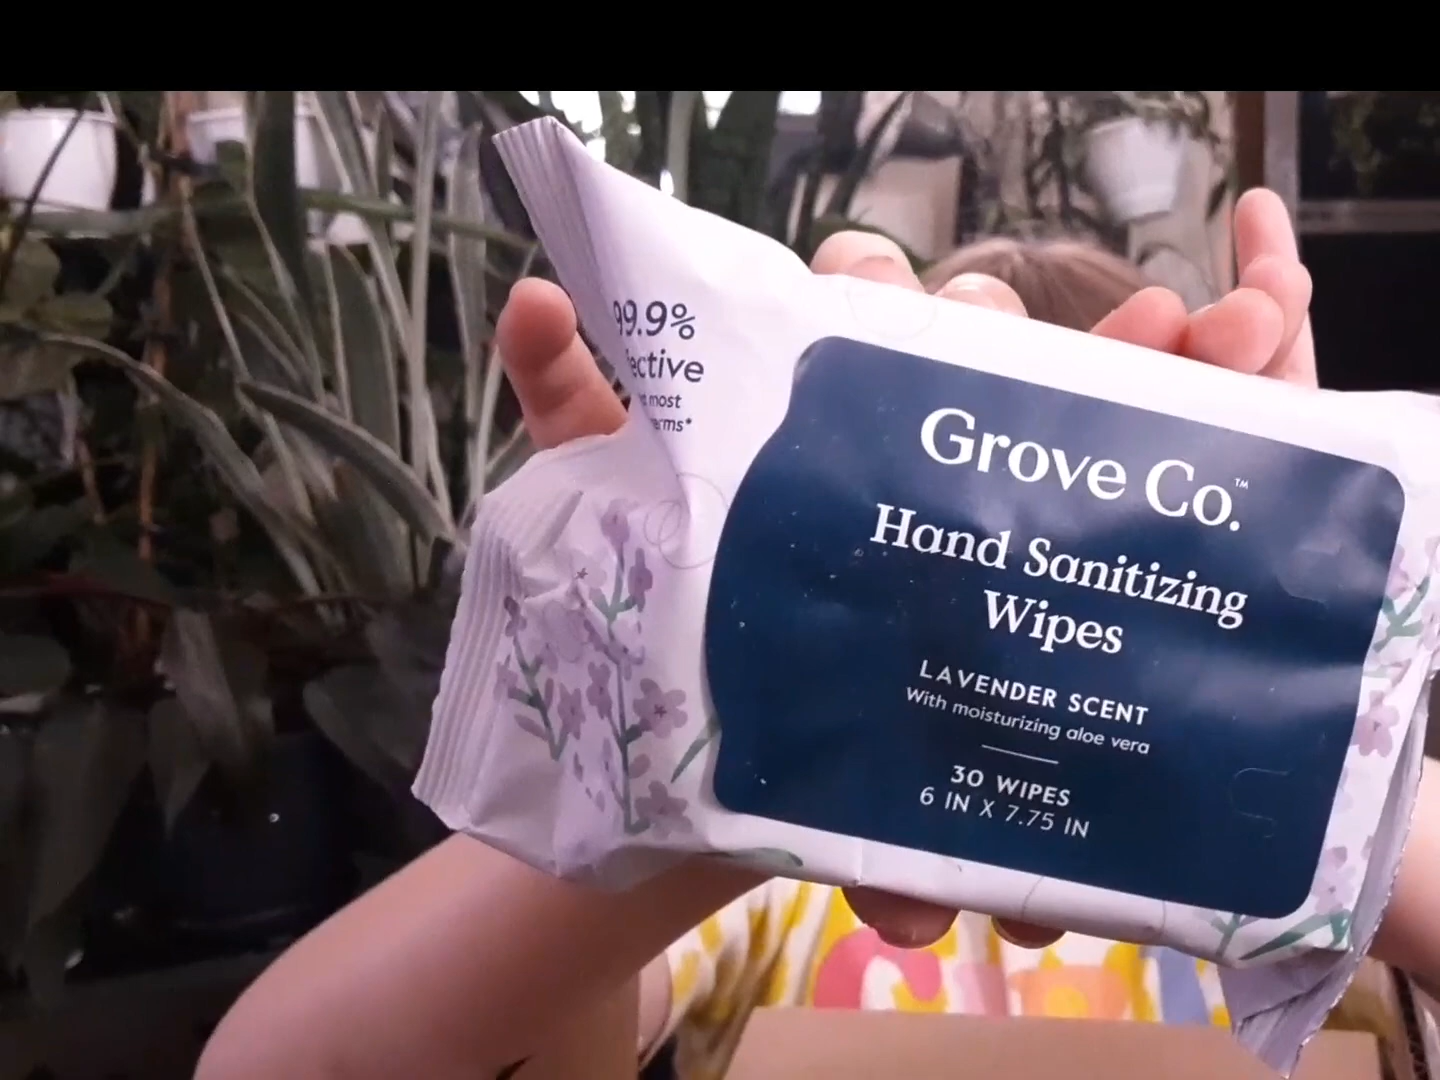 99.9%
most
Grove Co.™
Hand Sanitizing
Wipes
LAVENDER SCENT
With moisturizing aloe vera
30 WIPES
6 IN X 7.75 IN